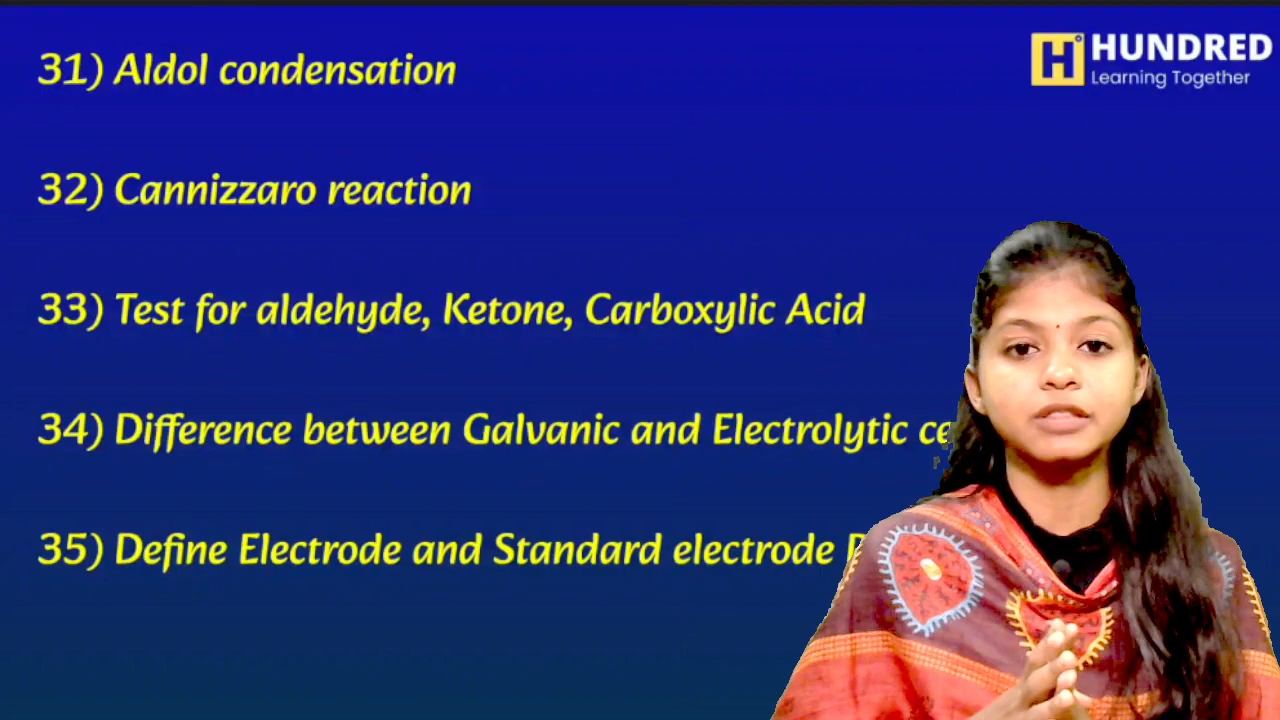 31) Aldol condensation
HUNDRED
Learning Together
32) Cannizzaro reaction
33) Test for aldehyde, Ketone, Carboxylic Acid
34) Difference between Galvanic and Electrolytic
35) Define Electrode and Standard electrode